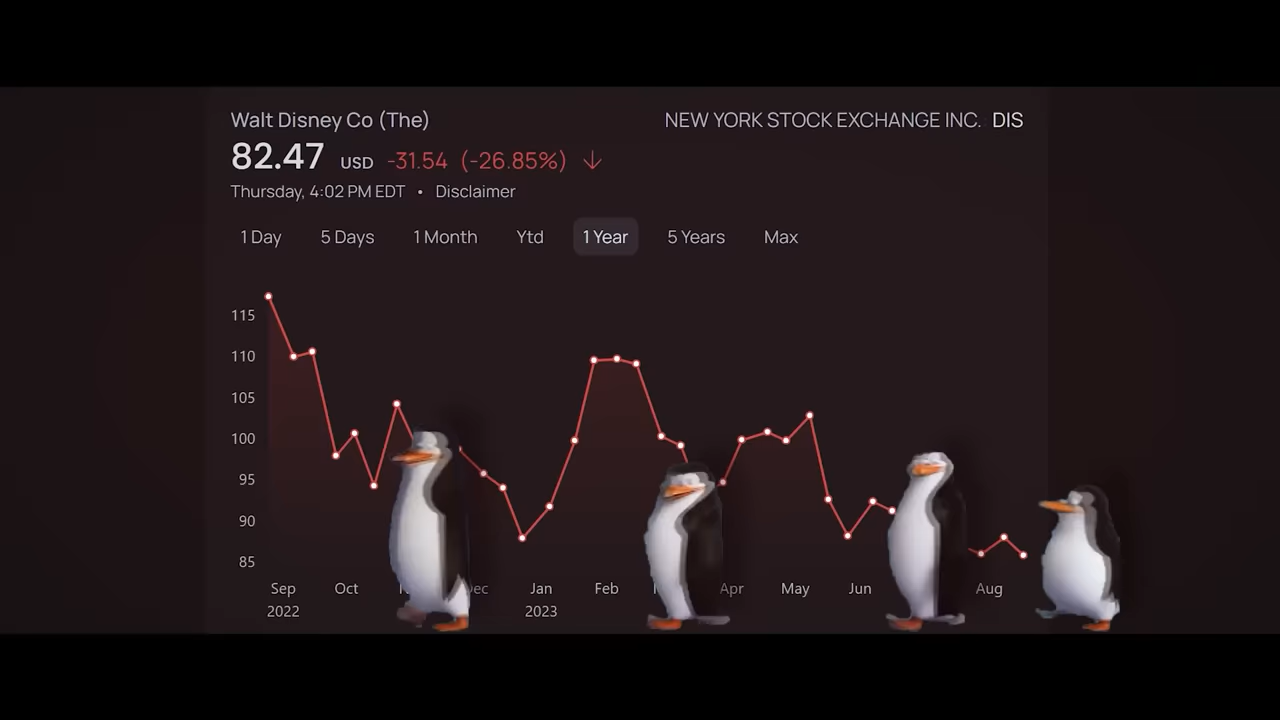 Walt Disney Co (The)
NEW YORK STOCK EXCHANGE INC. DIS
82.47 USD -31.54 (-26.85%) ↓
Thursday, 4:02 PM EDT • Disclaimer
1 Day 5 Days 1 Month Ytd 1 Year 5 Years Max
115
110
105
100
95
90
85
Sep Oct Jan Feb Apr May Jun Aug
2022 2023